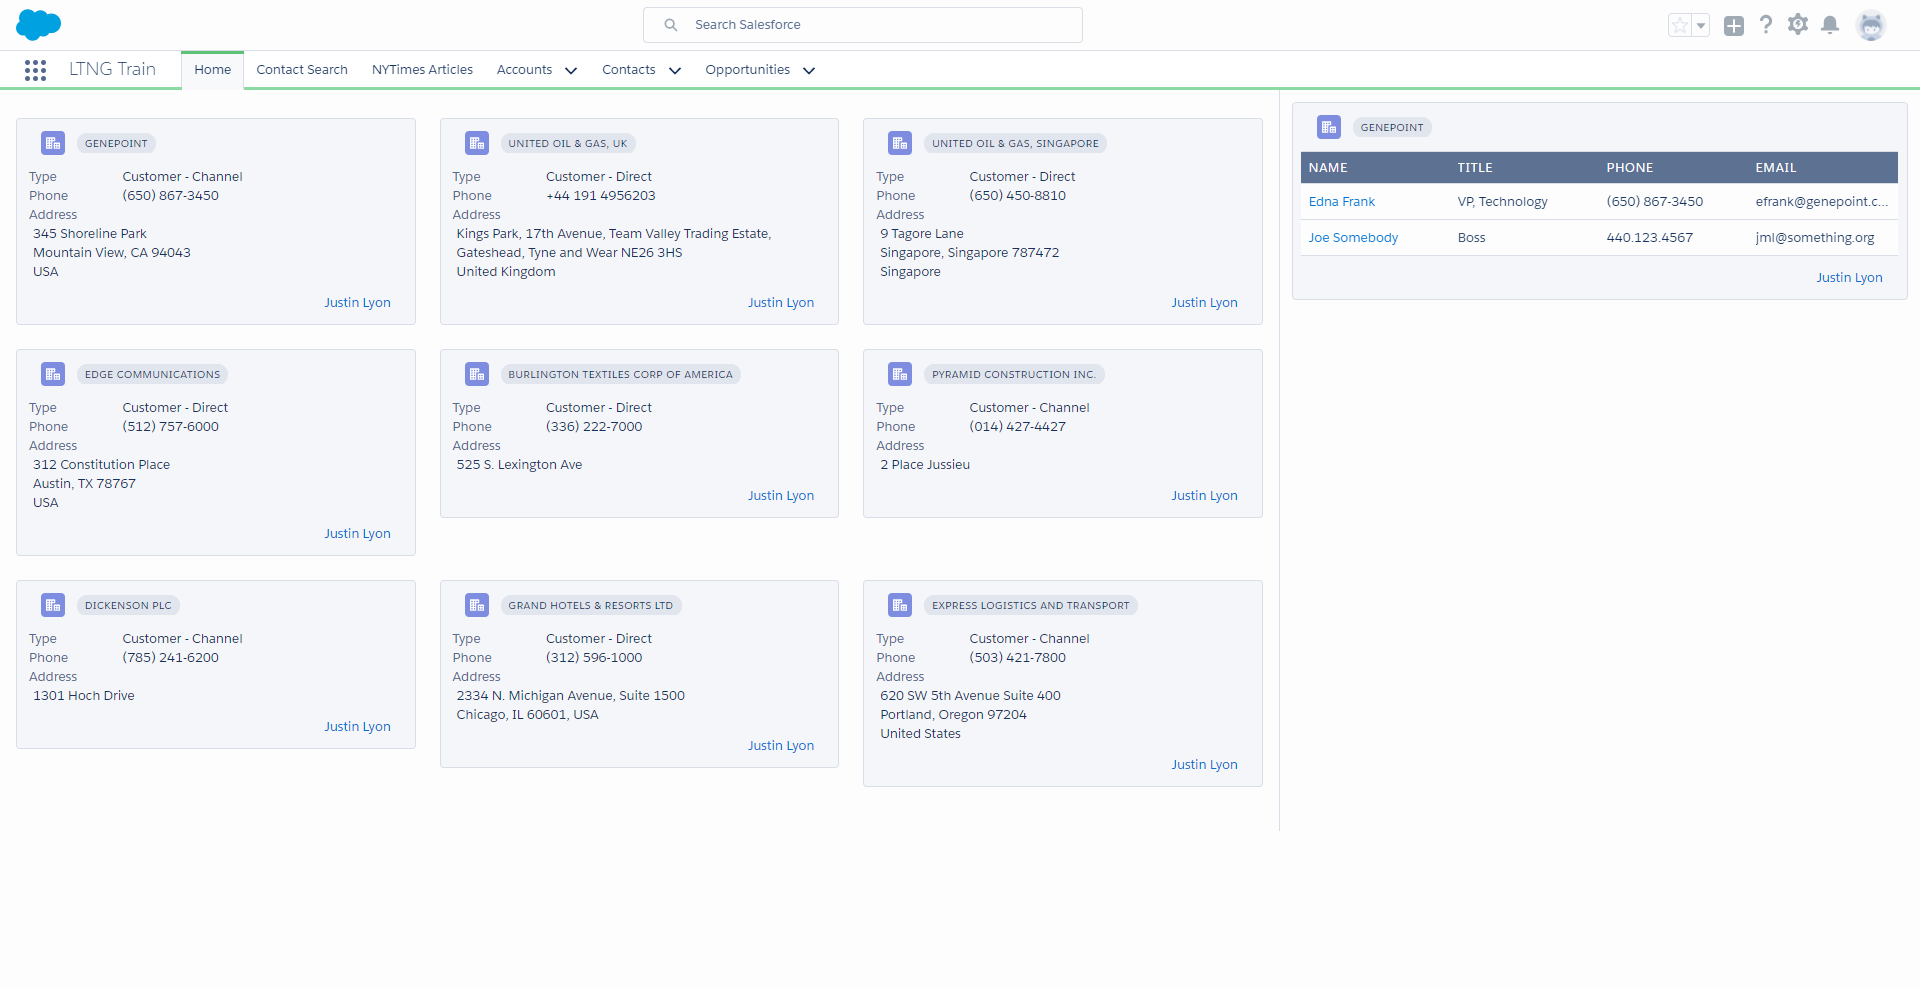 Search Salesforce
LTNG Train
Home
Contact Search
NYTimes Articles
Accounts
Contacts
Opportunities
GENEPOINT
Type Customer - Channel
Phone (650) 867-3450
Address
345 Shoreline Park
Mountain View, CA 94043
USA
Justin Lyon
UNITED OIL & GAS, UK
Type Customer - Direct
Phone +44 191 4956203
Address
Kings Park, 17th Avenue, Team Valley Trading Estate,
Gateshead, Tyne and Wear NE26 3HS
United Kingdom
Justin Lyon
UNITED OIL & GAS, SINGAPORE
Type Customer - Direct
Phone (650) 450-8810
Address
9 Tagore Lane
Singapore, Singapore 787472
Singapore
Justin Lyon
EDGE COMMUNICATIONS
Type Customer - Direct
Phone (512) 757-6000
Address
312 Constitution Place
Austin, TX 78767
USA
Justin Lyon
BURLINGTON TEXTILES CORP OF AMERICA
Type Customer - Direct
Phone (336) 222-7000
Address
525 S. Lexington Ave
Justin Lyon
PYRAMID CONSTRUCTION INC.
Type Customer - Channel
Phone (014) 427-4427
Address
2 Place Jussieu
Justin Lyon
DICKENSON PLC
Type Customer - Channel
Phone (785) 241-6200
Address
1301 Hoch Drive
Justin Lyon
GRAND HOTELS & RESORTS LTD
Type Customer - Direct
Phone (312) 596-1000
Address
2334 N. Michigan Avenue, Suite 1500
Chicago, IL 60601, USA
Justin Lyon
EXPRESS LOGISTICS AND TRANSPORT
Type Customer - Channel
Phone (503) 421-7800
Address
620 SW 5th Avenue Suite 400
Portland, Oregon 97204
United States
Justin Lyon
GENEPOINT
NAME TITLE PHONE EMAIL
Edna Frank VP, Technology (650) 867-3450 efrank@genepoint.c...
Joe Somebody Boss 440.123.4567 jml@something.org
Justin Lyon